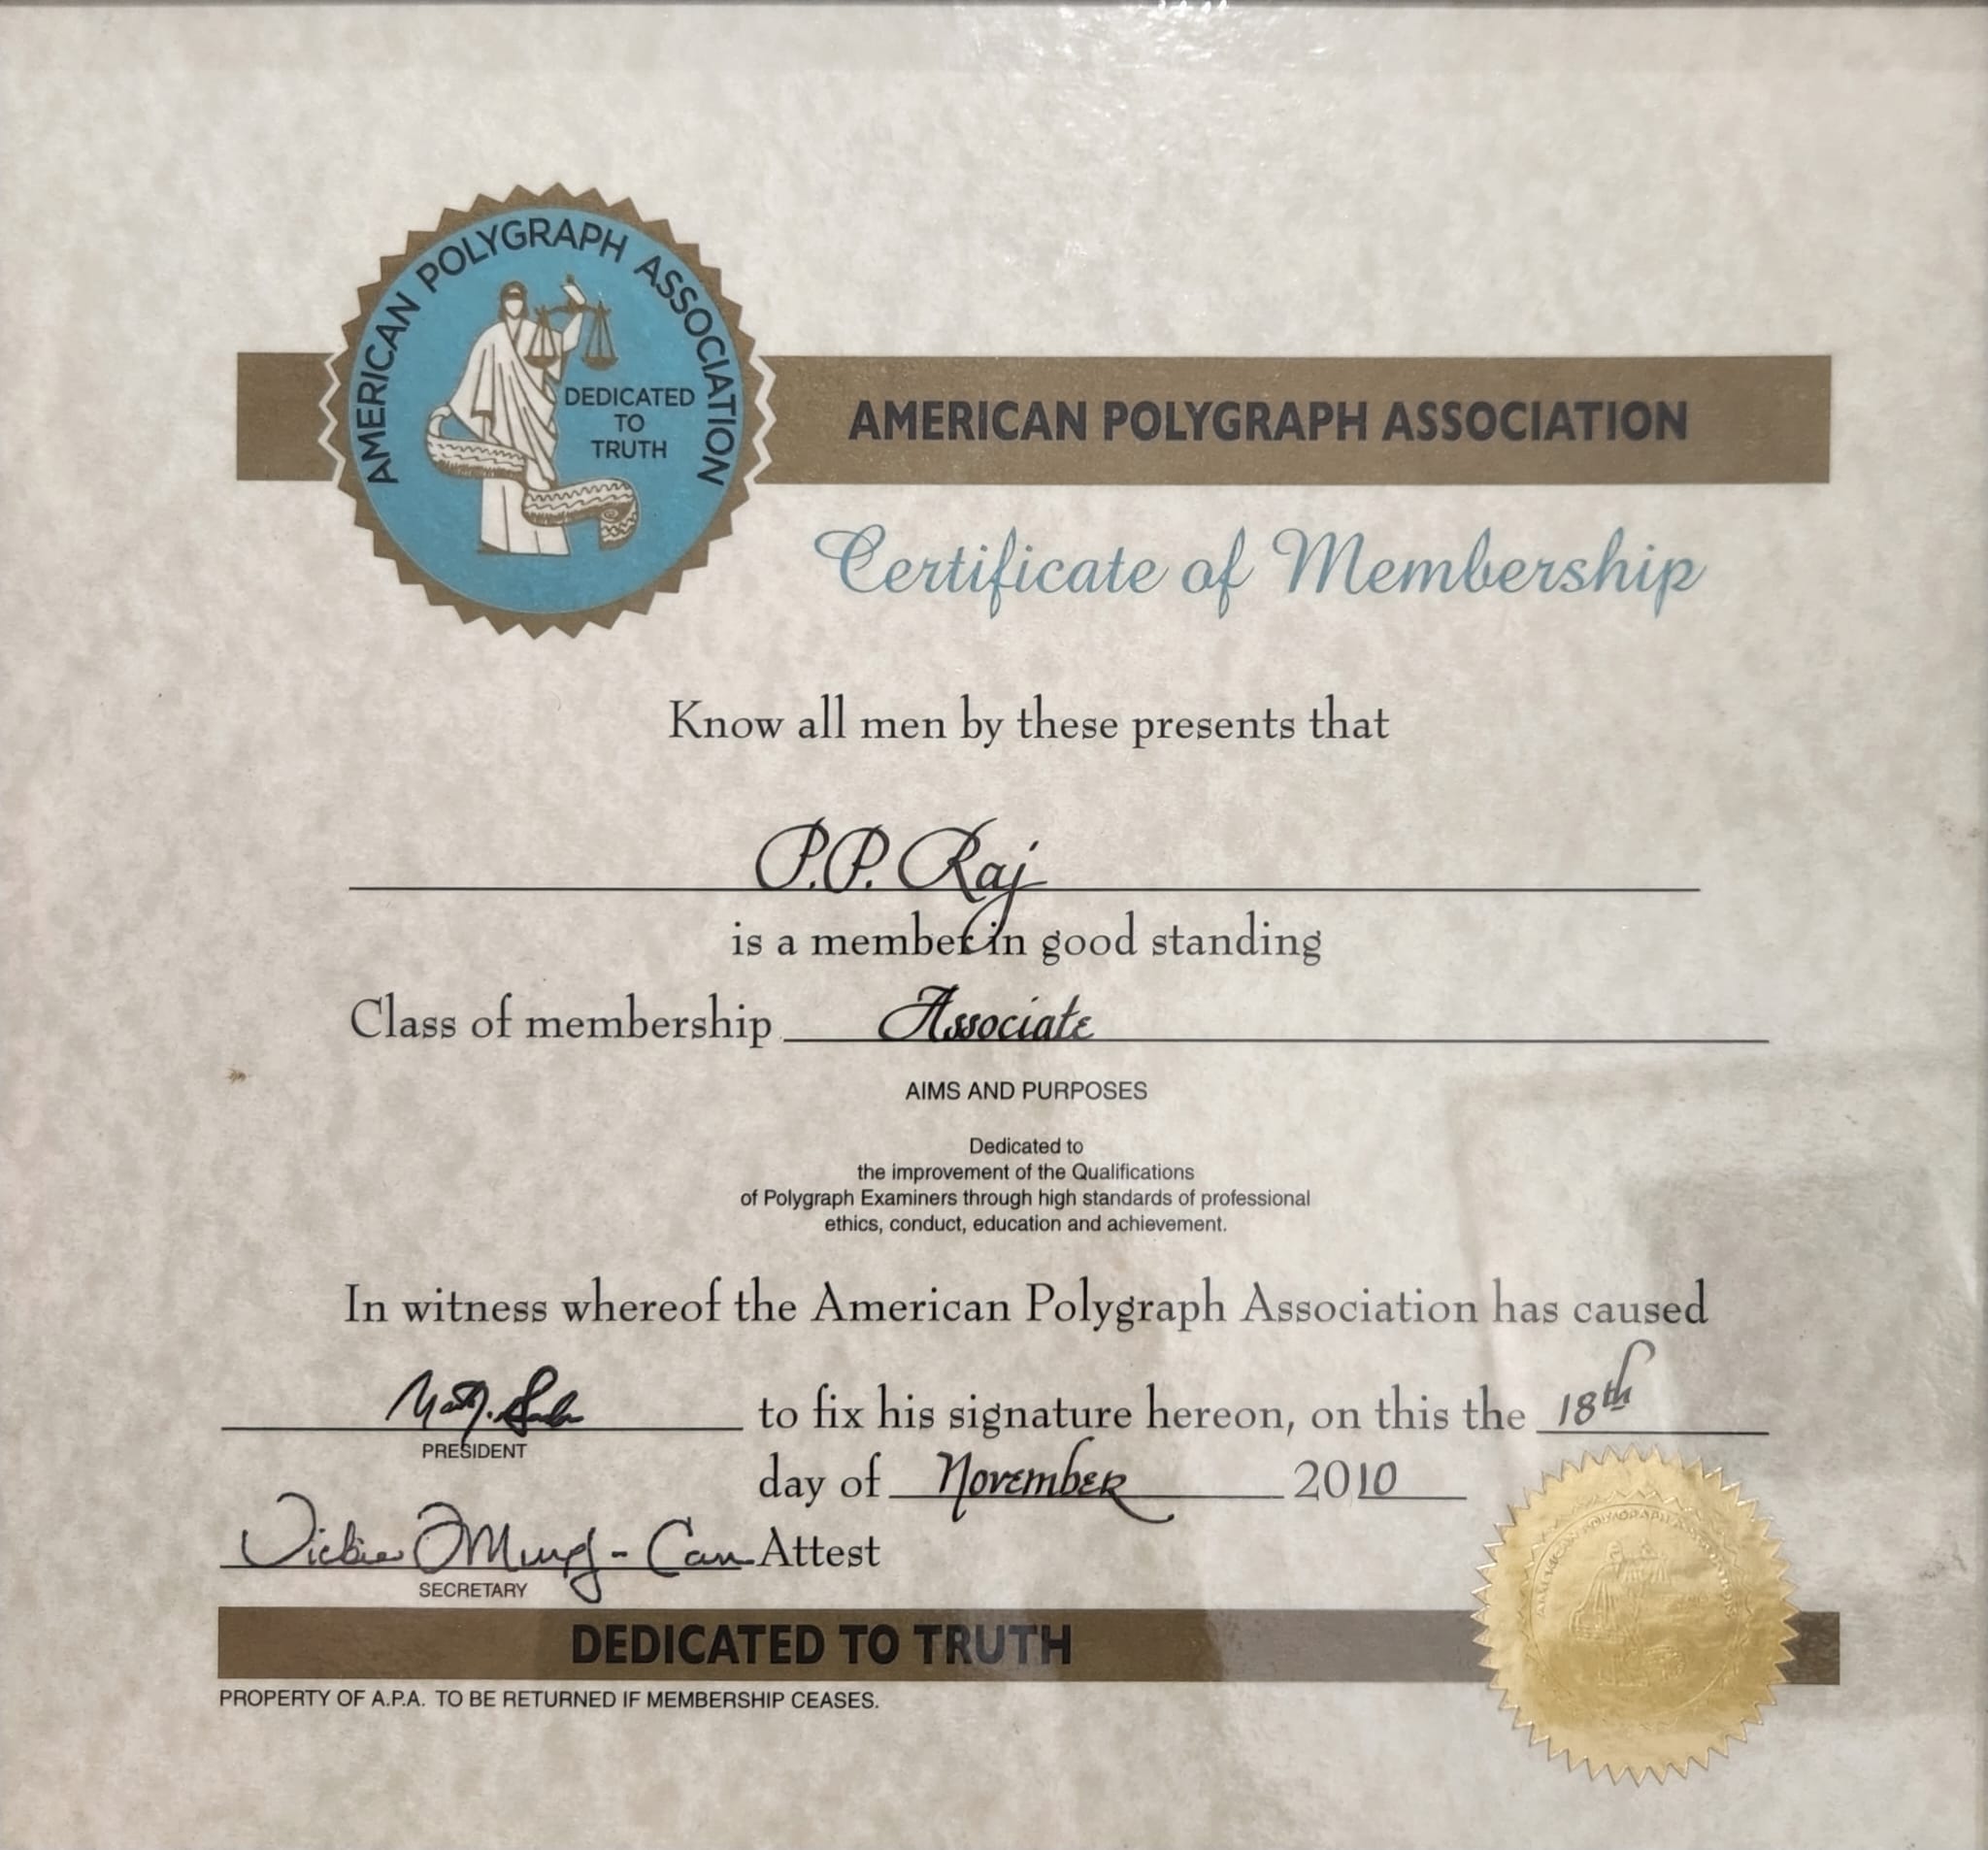 AMERICAN POLYGRAPH ASSOCIATION
DEDICATED
TO
TRUTH
AMERICAN POLYGRAPH ASSOCIATION
Certificate of Membership
Know all men by these presents that
P.P. Raj
is a member in good standing
Class of membership Associate
AIMS AND PURPOSES
Dedicated to
the improvement of the Qualifications
of Polygraph Examiners through high standards of professional
ethics, conduct, education and achievement.
In witness whereof the American Polygraph Association has caused
to fix his signature hereon, on this the 18th
PRESIDENT
day of November 2010
Attest
SECRETARY
DEDICATED TO TRUTH
PROPERTY OF A.P.A. TO BE RETURNED IF MEMBERSHIP CEASES.